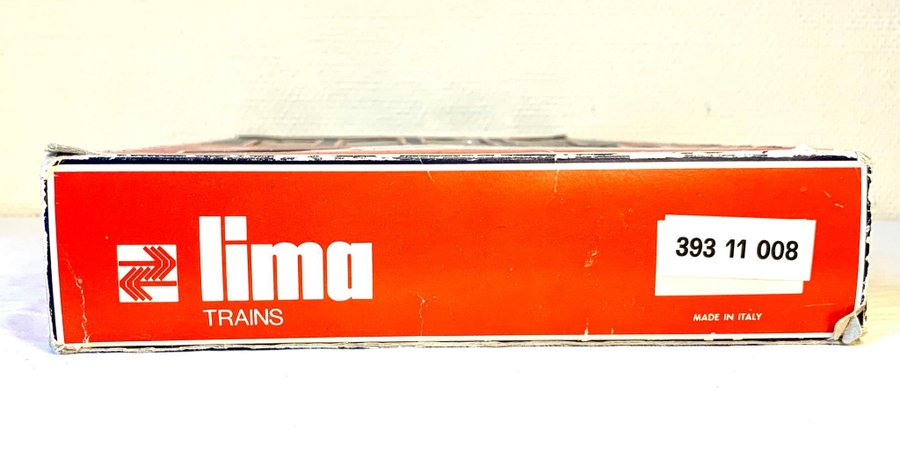 lima
TRAINS
393 11 008
MADE IN ITALY